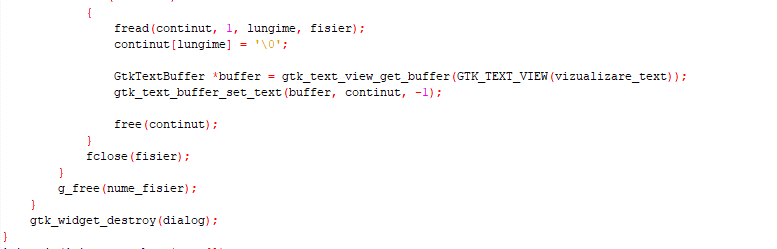 {
fread(continut, 1, lungime, fisier);
continut[lungime] = '\0';
GtkTextBuffer *buffer = gtk_text_view_get_buffer(GTK_TEXT_VIEW(vizualizare_text));
gtk_text_buffer_set_text(buffer, continut, -1);
free(continut);
}
fclose(fisier);
}
g_free(nume_fisier);
}
gtk_widget_destroy(dialog);
}